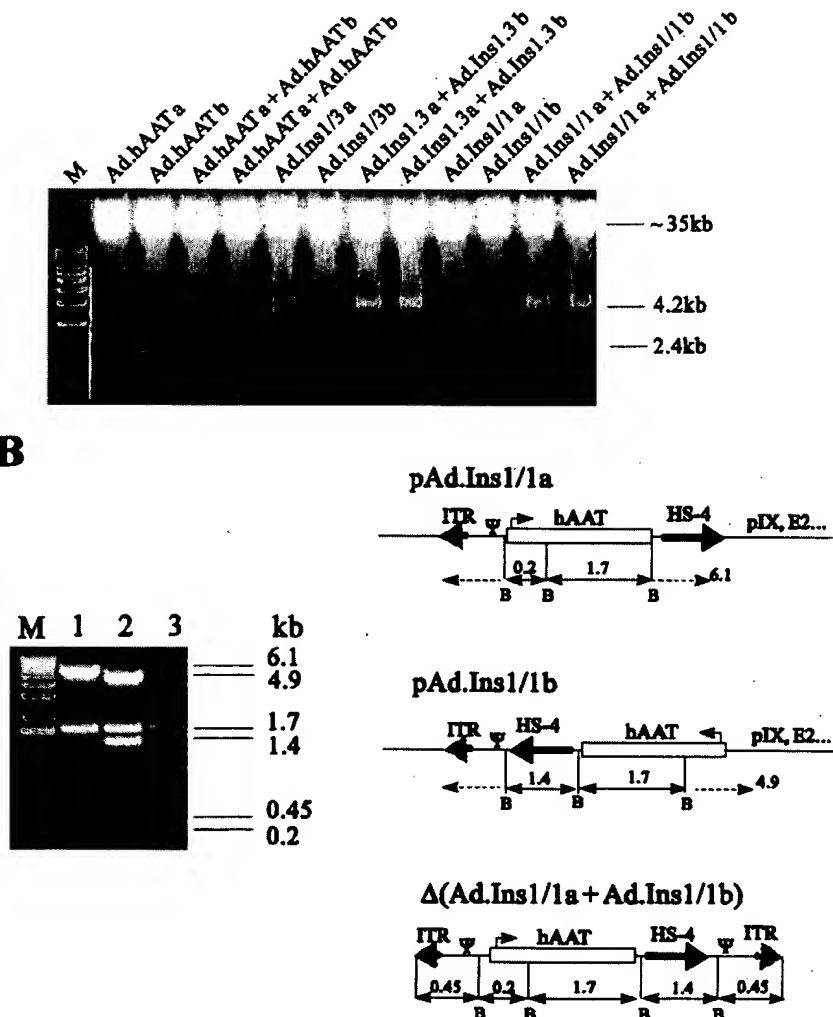 M
Ad.hAAT a
Ad.hAAT b
Ad.hAAT a + Ad.hAAT b
Ad.hAAT a + Ad.hAAT b
Ad.Ins1/3a
Ad.Ins1/3b
Ad.Ins1.3a + Ad.Ins1.3b
Ad.Ins1.3a + Ad.Ins1.3b
Ad.Ins1/1a
Ad.Ins1/1b
Ad.Ins1/1a + Ad.Ins1/1b
Ad.Ins1/1a + Ad.Ins1/1b
~35kb
4.2kb
2.4kb
B
M 1 2 3 kb
6.1
4.9
1.7
1.4
0.45
0.2
pAd.Ins1/1a
ITR Ψ hAAT HS-4 pIX, E2...
0.2 1.7 6.1
B B B
pAd.Ins1/1b
ITR Ψ HS-4 hAAT pIX, E2...
1.4 1.7 4.9
B B B
Δ(Ad.Ins1/1a + Ad.Ins1/1b)
ITR Ψ hAAT HS-4 Ψ ITR
0.45 0.2 1.7 1.4 0.45
B B B B